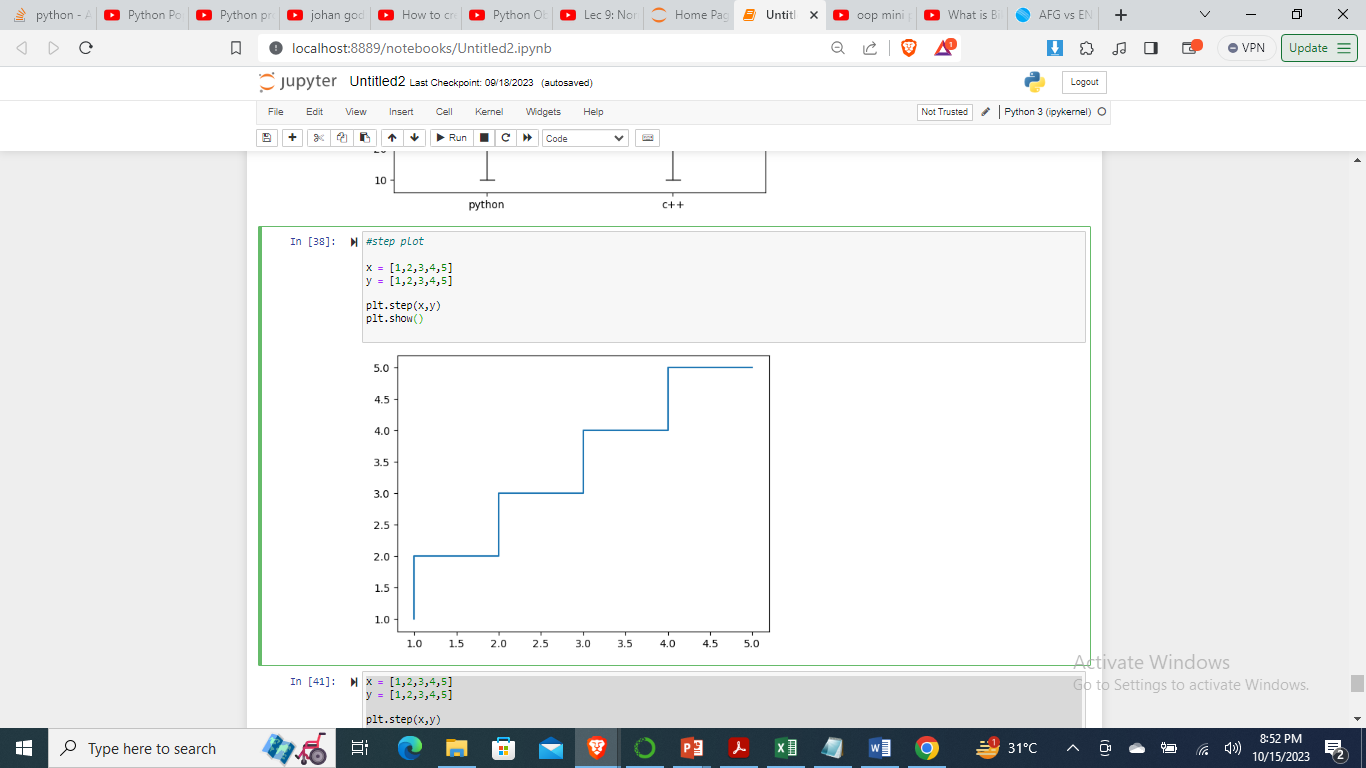 python - A
Python Po
Python pr
johan god
How to cre
Python Ob
Lec 9: Nor
Home Pag
Untitl
oop mini p
What is Bi
AFG vs EN
localhost:8889/notebooks/Untitled2.ipynb
1
VPN
Update
jupyter Untitled2 Last Checkpoint: 09/18/2023 (autosaved)
Logout
File Edit View Insert Cell Kernel Widgets Help
Not Trusted
Python 3 (ipykernel)
Run
Code
10
python c++
In [38]:
#step plot
x = [1,2,3,4,5]
y = [1,2,3,4,5]
plt.step(x,y)
plt.show()
5.0
4.5
4.0
3.5
3.0
2.5
2.0
1.5
1.0
1.0 1.5 2.0 2.5 3.0 3.5 4.0 4.5 5.0
Activate Windows
Go to Settings to activate Windows.
In [41]:
x = [1,2,3,4,5]
y = [1,2,3,4,5]
plt.step(x,y)
Type here to search
1
31°C
8:52 PM
10/15/2023
2